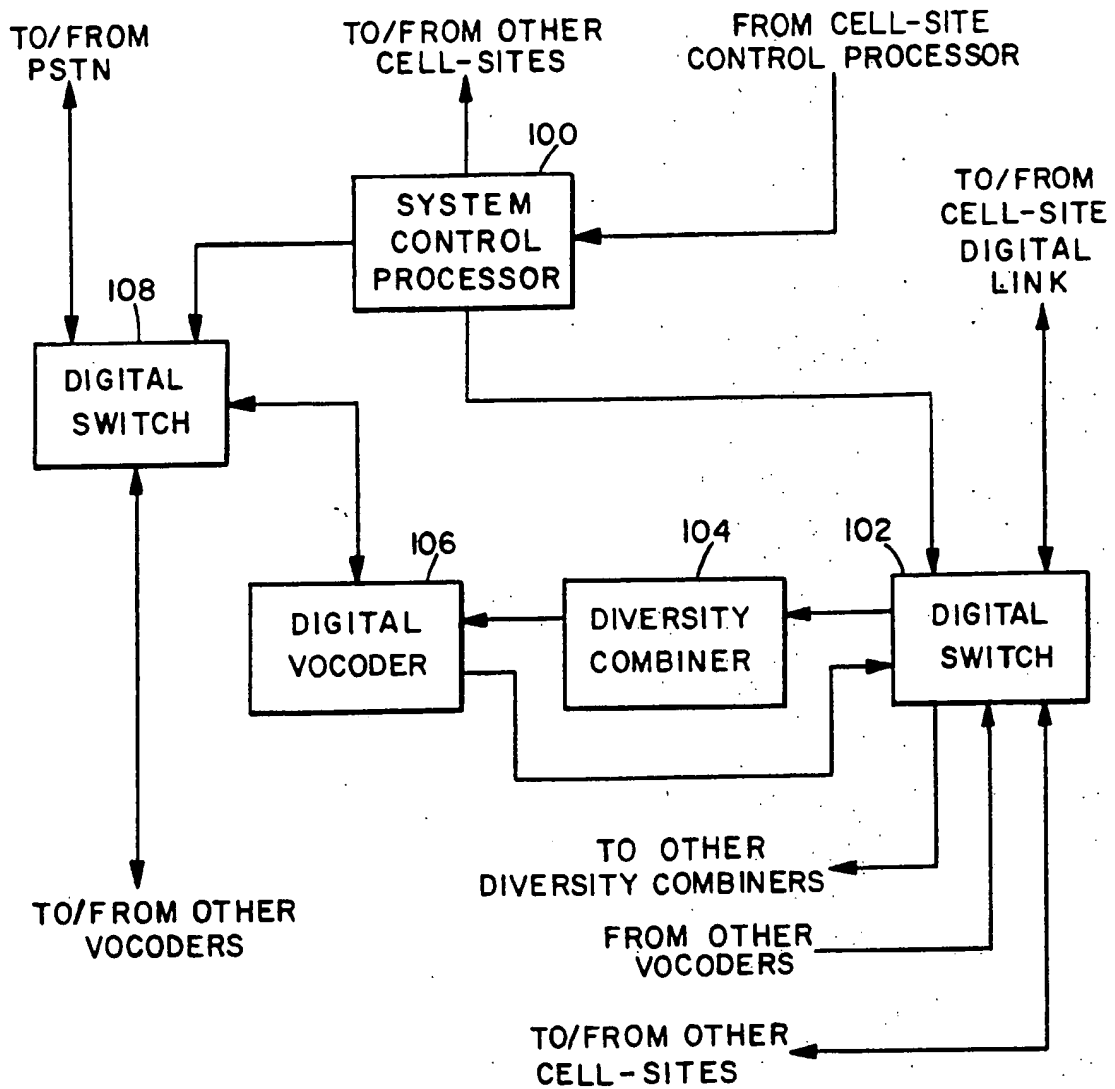 TO/FROM
PSTN
TO/FROM OTHER
CELL-SITES
FROM CELL-SITE
CONTROL PROCESSOR
100
SYSTEM
CONTROL
PROCESSOR
TO/FROM
CELL-SITE
DIGITAL
LINK
108
DIGITAL
SWITCH
106
DIGITAL
VOCODER
104
DIVERSITY
COMBINER
102
DIGITAL
SWITCH
TO OTHER
DIVERSITY COMBINERS
TO/FROM OTHER
VOCODERS
FROM OTHER
VOCODERS
TO/FROM OTHER
CELL-SITES